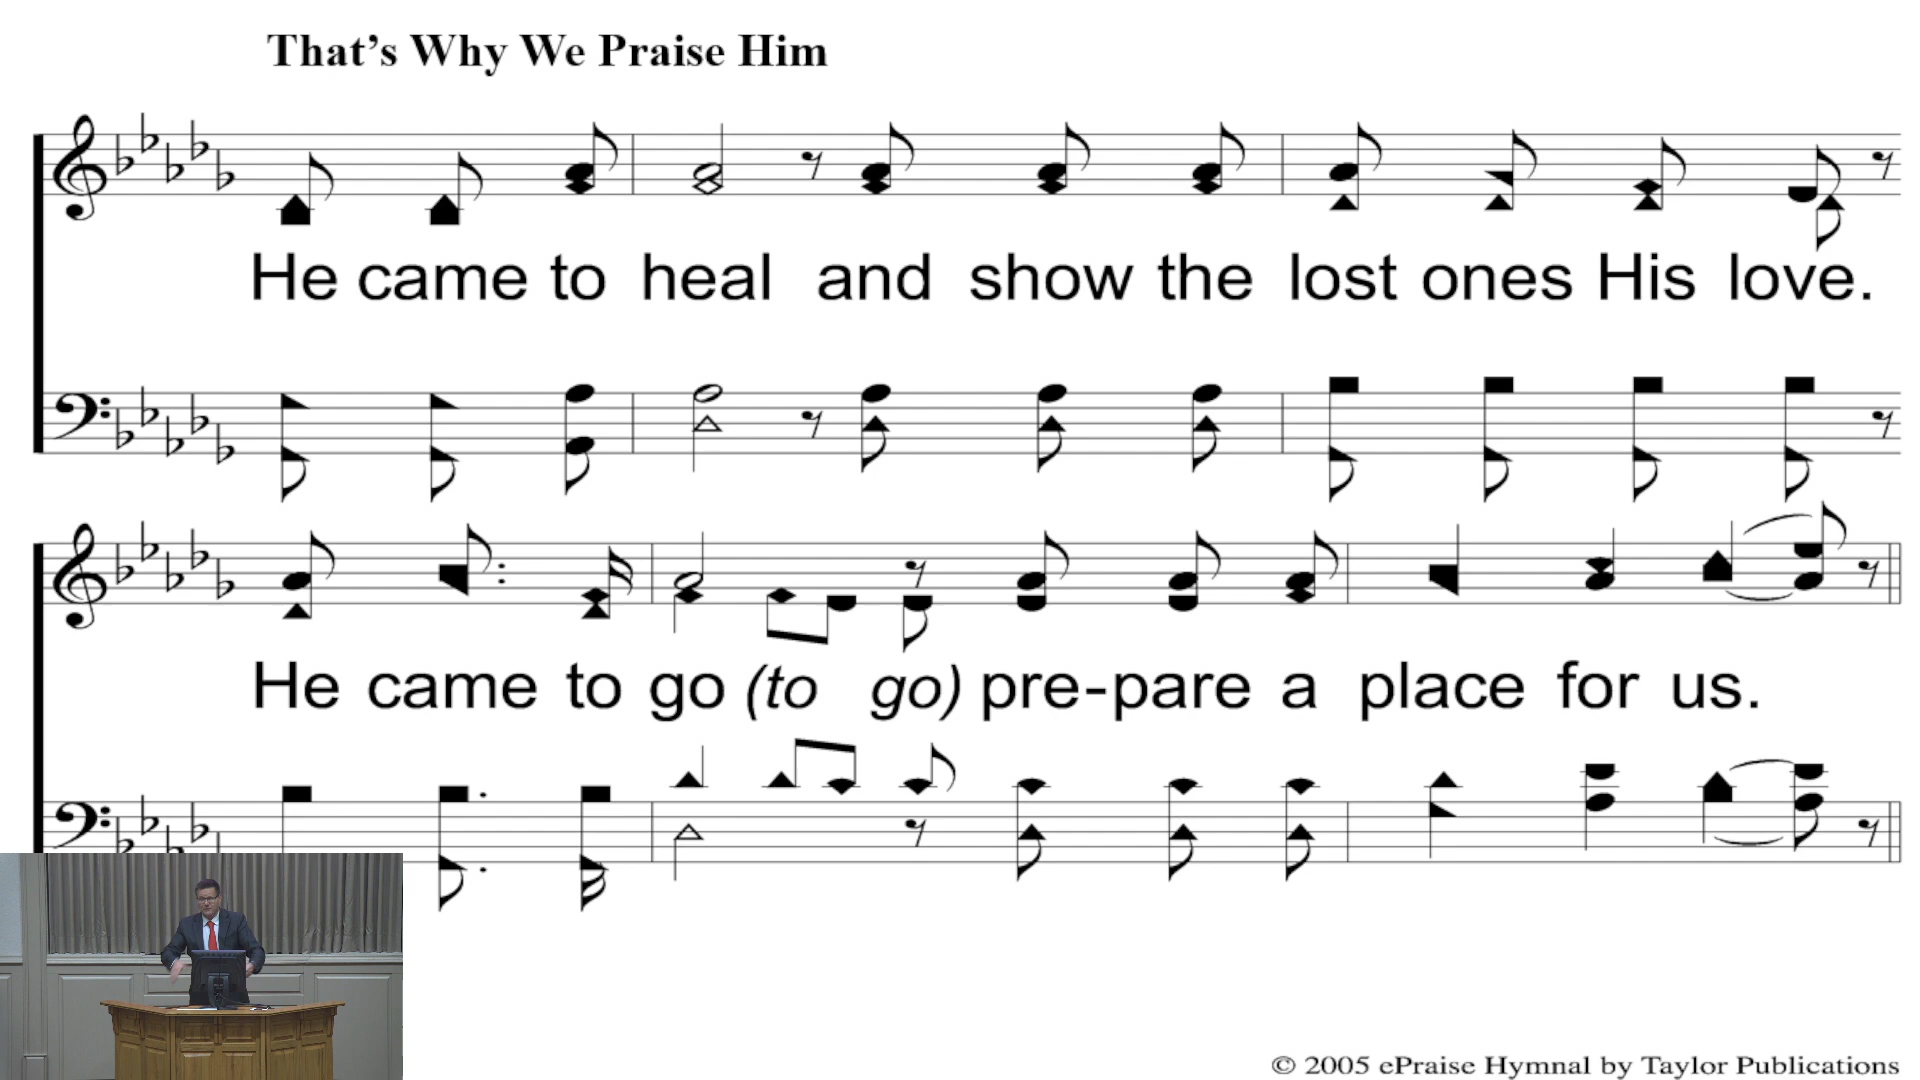 That’s Why We Praise Him
He came to heal and show the lost ones His love.
He came to go (to go) pre-pare a place for us.
© 2005 ePraise Hymnal by Taylor Publications